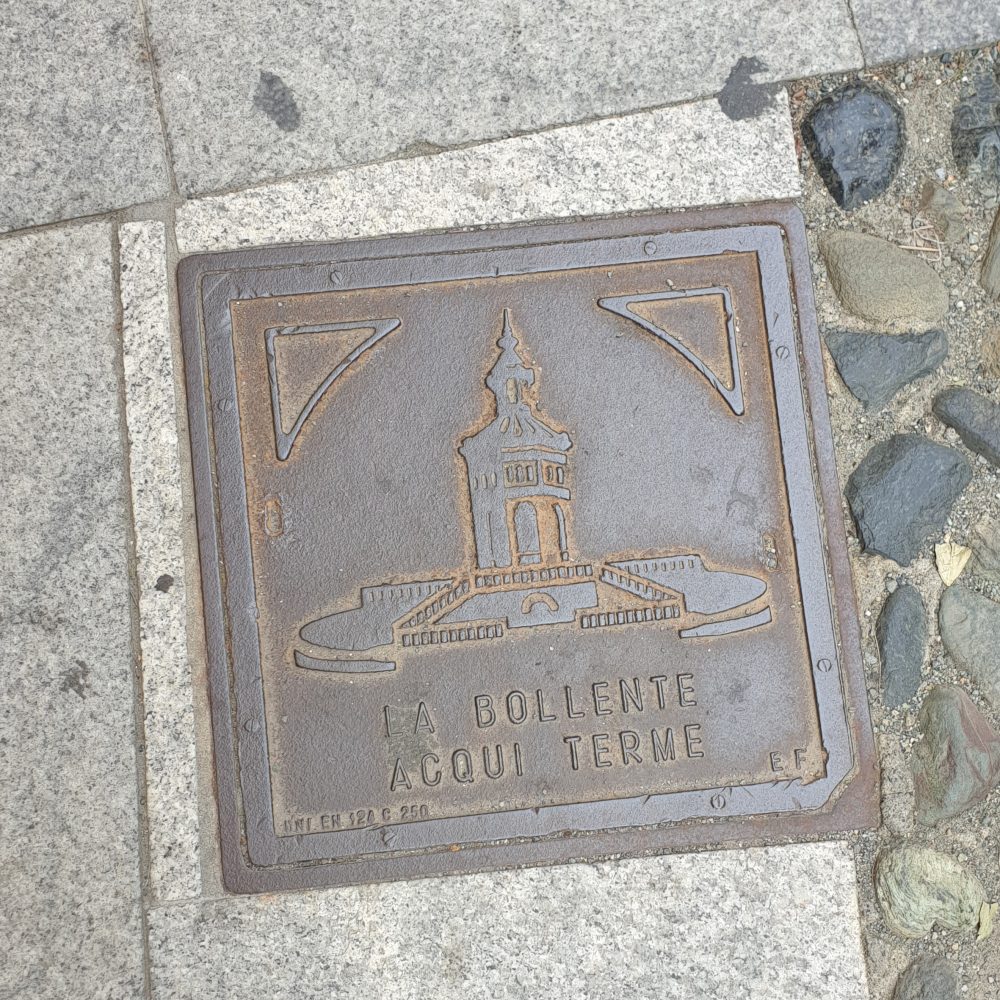 LA BOLLENTE
ACQUI TERME
E F
UNI EN 124 C 250